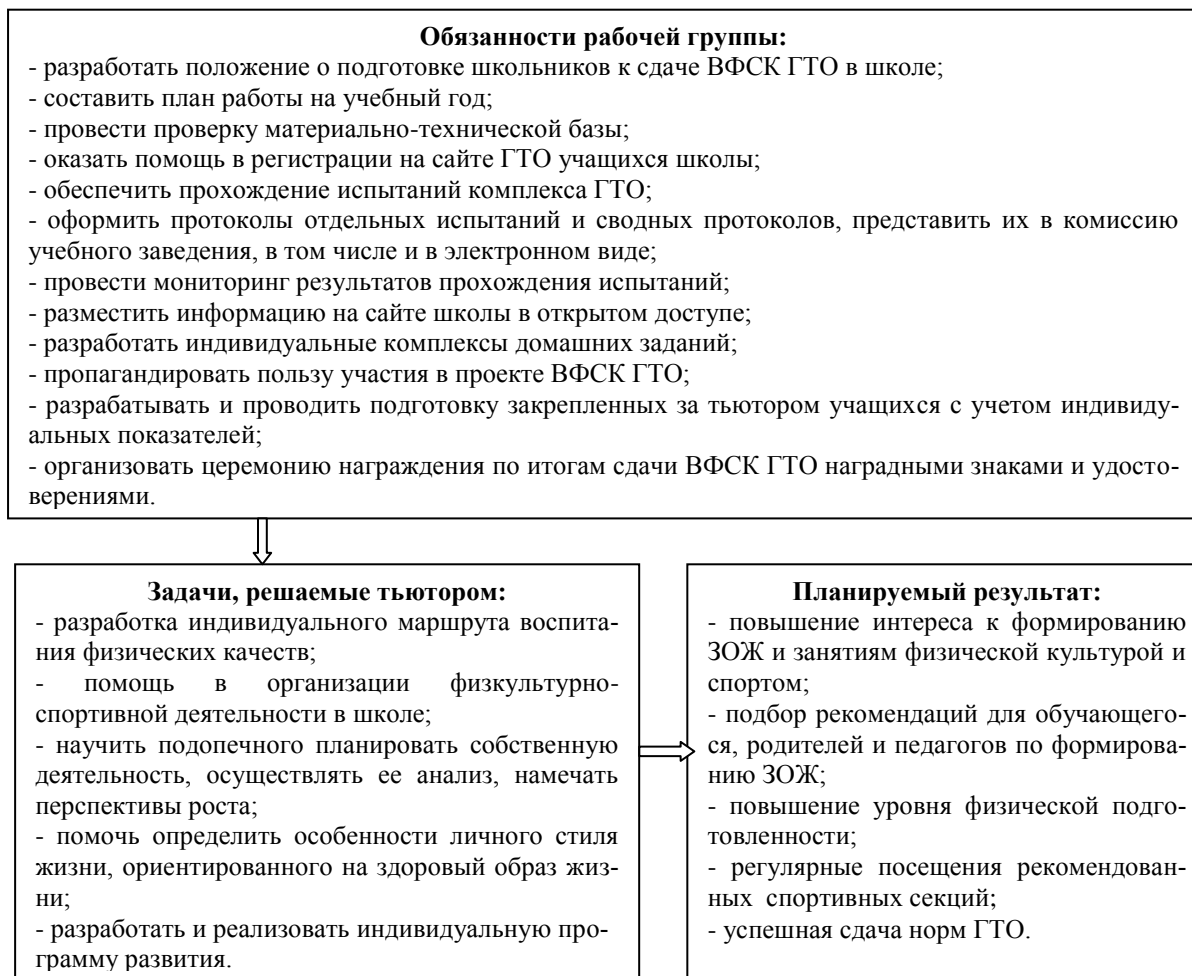 Обязанности рабочей группы:
- разработать положение о подготовке школьников к сдаче ВФСК ГТО в школе;
- составить план работы на учебный год;
- провести проверку материально-технической базы;
- оказать помощь в регистрации на сайте ГТО учащихся школы;
- обеспечить прохождение испытаний комплекса ГТО;
- оформить протоколы отдельных испытаний и сводных протоколов, представить их в комиссию
учебного заведения, в том числе и в электронном виде;
- провести мониторинг результатов прохождения испытаний;
- разместить информацию на сайте школы в открытом доступе;
- разработать индивидуальные комплексы домашних заданий;
- пропагандировать пользу участия в проекте ВФСК ГТО;
- разрабатывать и проводить подготовку закрепленных за тьютором учащихся с учетом индивиду-
альных показателей;
- организовать церемонию награждения по итогам сдачи ВФСК ГТО наградными знаками и удосто-
верениями.
Задачи, решаемые тьютором:
- разработка индивидуального маршрута воспита-
ния физических качеств;
- помощь в организации физкультурно-
спортивной деятельности в школе;
- научить подопечного планировать собственную
деятельность, осуществлять ее анализ, намечать
перспективы роста;
- помочь определить особенности личного стиля
жизни, ориентированного на здоровый образ жиз-
ни;
- разработать и реализовать индивидуальную про-
грамму развития.
Планируемый результат:
- повышение интереса к формированию
ЗОЖ и занятиям физической культурой и
спортом;
- подбор рекомендаций для обучающего-
ся, родителей и педагогов по формирова-
нию ЗОЖ;
- повышение уровня физической подго-
товленности;
- регулярные посещения рекомендован-
ных спортивных секций;
- успешная сдача норм ГТО.